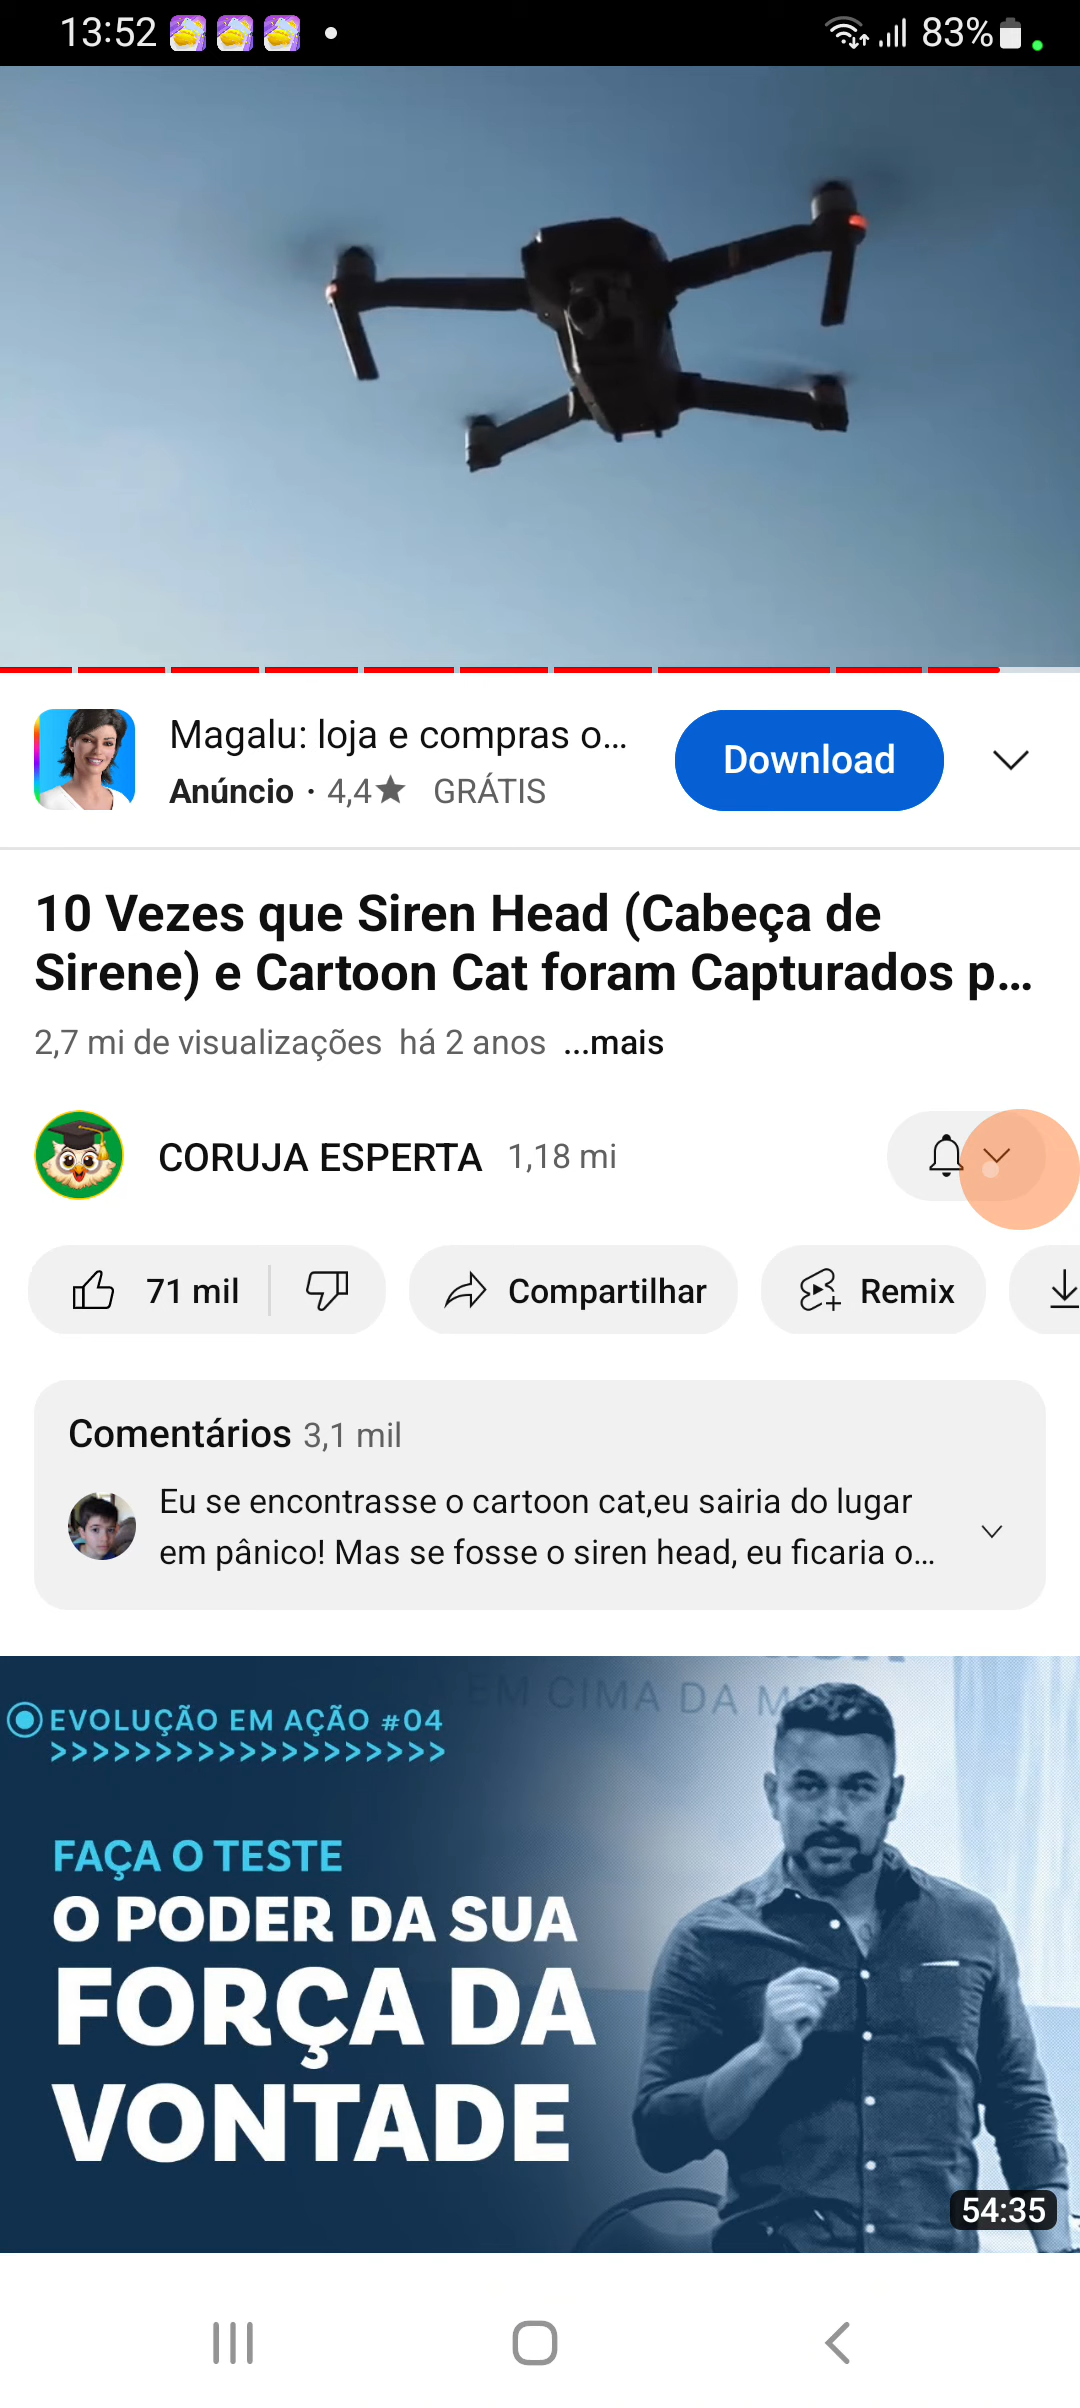 13:52
83%
Magalu: loja e compras o...
Download
Anúncio · 4,4★ GRÁTIS
10 Vezes que Siren Head (Cabeça de
Sirene) e Cartoon Cat foram Capturados p...
2,7 mi de visualizações há 2 anos ...mais
CORUJA ESPERTA 1,18 mi
71 mil
Compartilhar
Remix
Comentários 3,1 mil
Eu se encontrasse o cartoon cat,eu sairia do lugar
em pânico! Mas se fosse o siren head, eu ficaria o...
EM CIMA DA
EVOLUÇÃO EM AÇÃO #04
>>>>>>>>>>>>>>>>>>>
FAÇA O TESTE
O PODER DA SUA
FORÇA DA
VONTADE
54:35